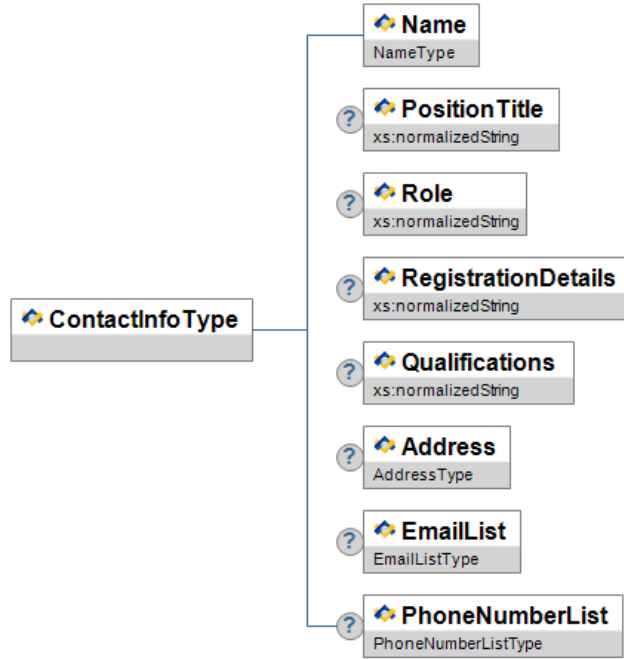 Name
NameType
?
PositionTitle
xs:normalizedString
?
Role
xs:normalizedString
?
RegistrationDetails
xs:normalizedString
ContactInfoType
?
Qualifications
xs:normalizedString
?
Address
AddressType
?
EmailList
EmailListType
?
PhoneNumberList
PhoneNumberListType